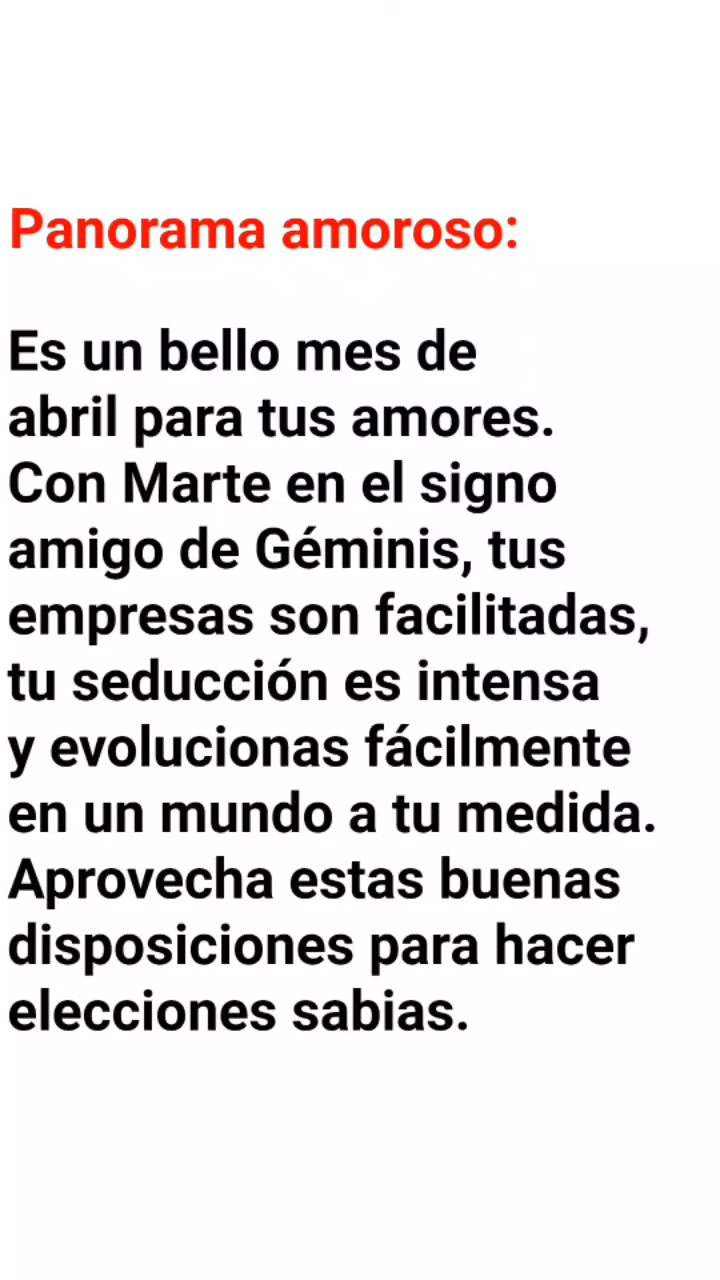 Panorama amoroso:
Es un bello mes de
abril para tus amores.
Con Marte en el signo
amigo de Géminis, tus
empresas son facilitadas,
tu seducción es intensa
y evolucionas fácilmente
en un mundo a tu medida.
Aprovecha estas buenas
disposiciones para hacer
elecciones sabias.